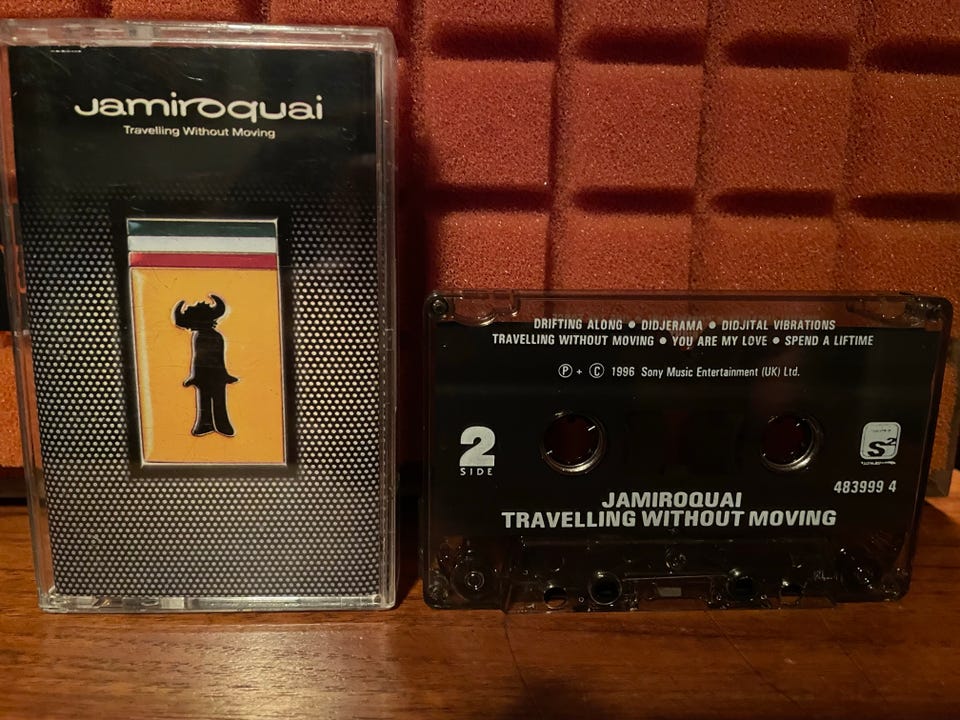 Jamiroquai
Travelling Without Moving
DRIFTING ALONG • DIDJERAMA • DIDJITAL VIBRATIONS
TRAVELLING WITHOUT MOVING • YOU ARE MY LOVE • SPEND A LIFTIME
Ⓟ + Ⓒ 1996 Sony Music Entertainment (UK) Ltd.
2
SIDE
S²
483999 4
JAMIROQUAI
TRAVELLING WITHOUT MOVING